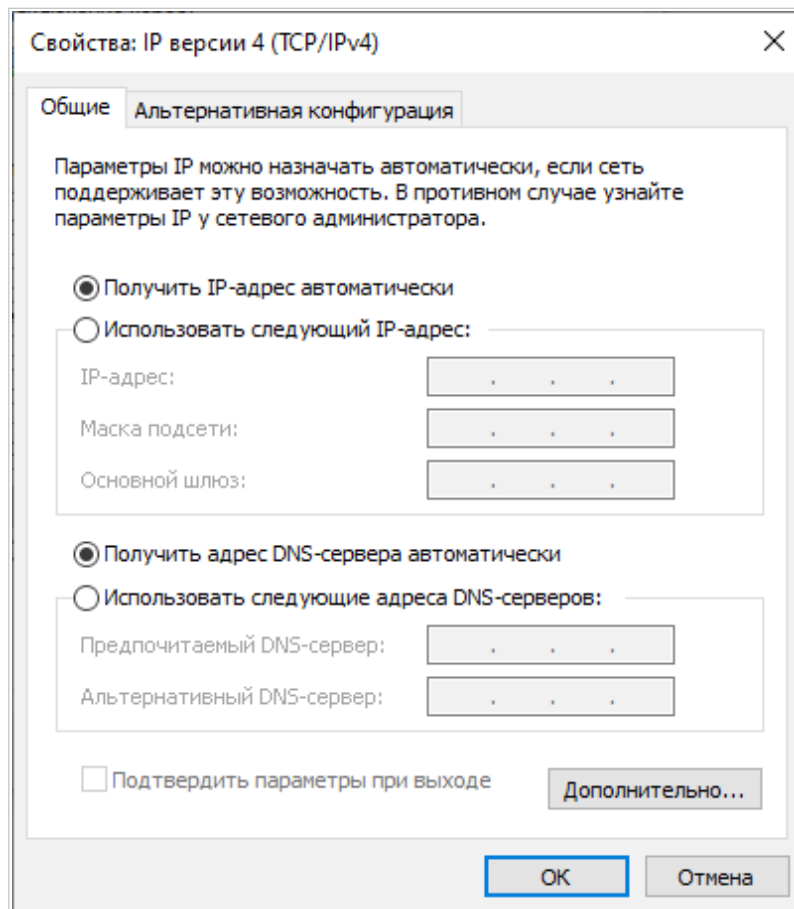 Свойства: IP версии 4 (TCP/IPv4)
Общие
Альтернативная конфигурация
Параметры IP можно назначать автоматически, если сеть
поддерживает эту возможность. В противном случае узнайте
параметры IP у сетевого администратора.
Получить IP-адрес автоматически
Использовать следующий IP-адрес:
IP-адрес:
Маска подсети:
Основной шлюз:
Получить адрес DNS-сервера автоматически
Использовать следующие адреса DNS-серверов:
Предпочитаемый DNS-сервер:
Альтернативный DNS-сервер:
Подтвердить параметры при выходе
Дополнительно...
ОК
Отмена